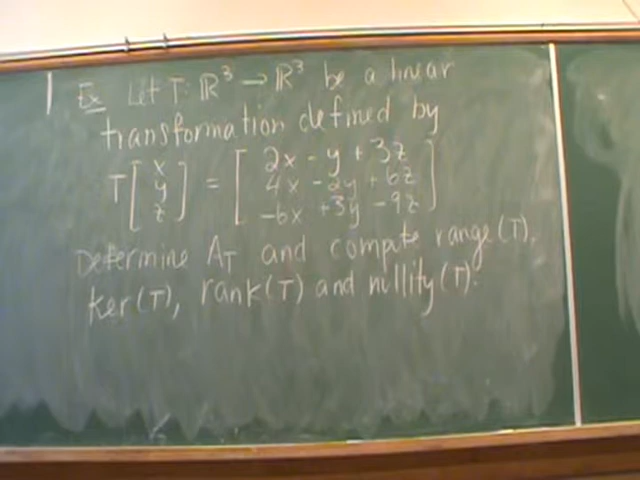 Ex Let T: ℝ³ → ℝ³ be a linear
transformation defined by
T [x y z] = [2x - y + 3z
4x - 2y + 6z
-6x + 3y - 9z]
Determine A_T and compute range(T),
ker(T), rank(T) and nullity(T).